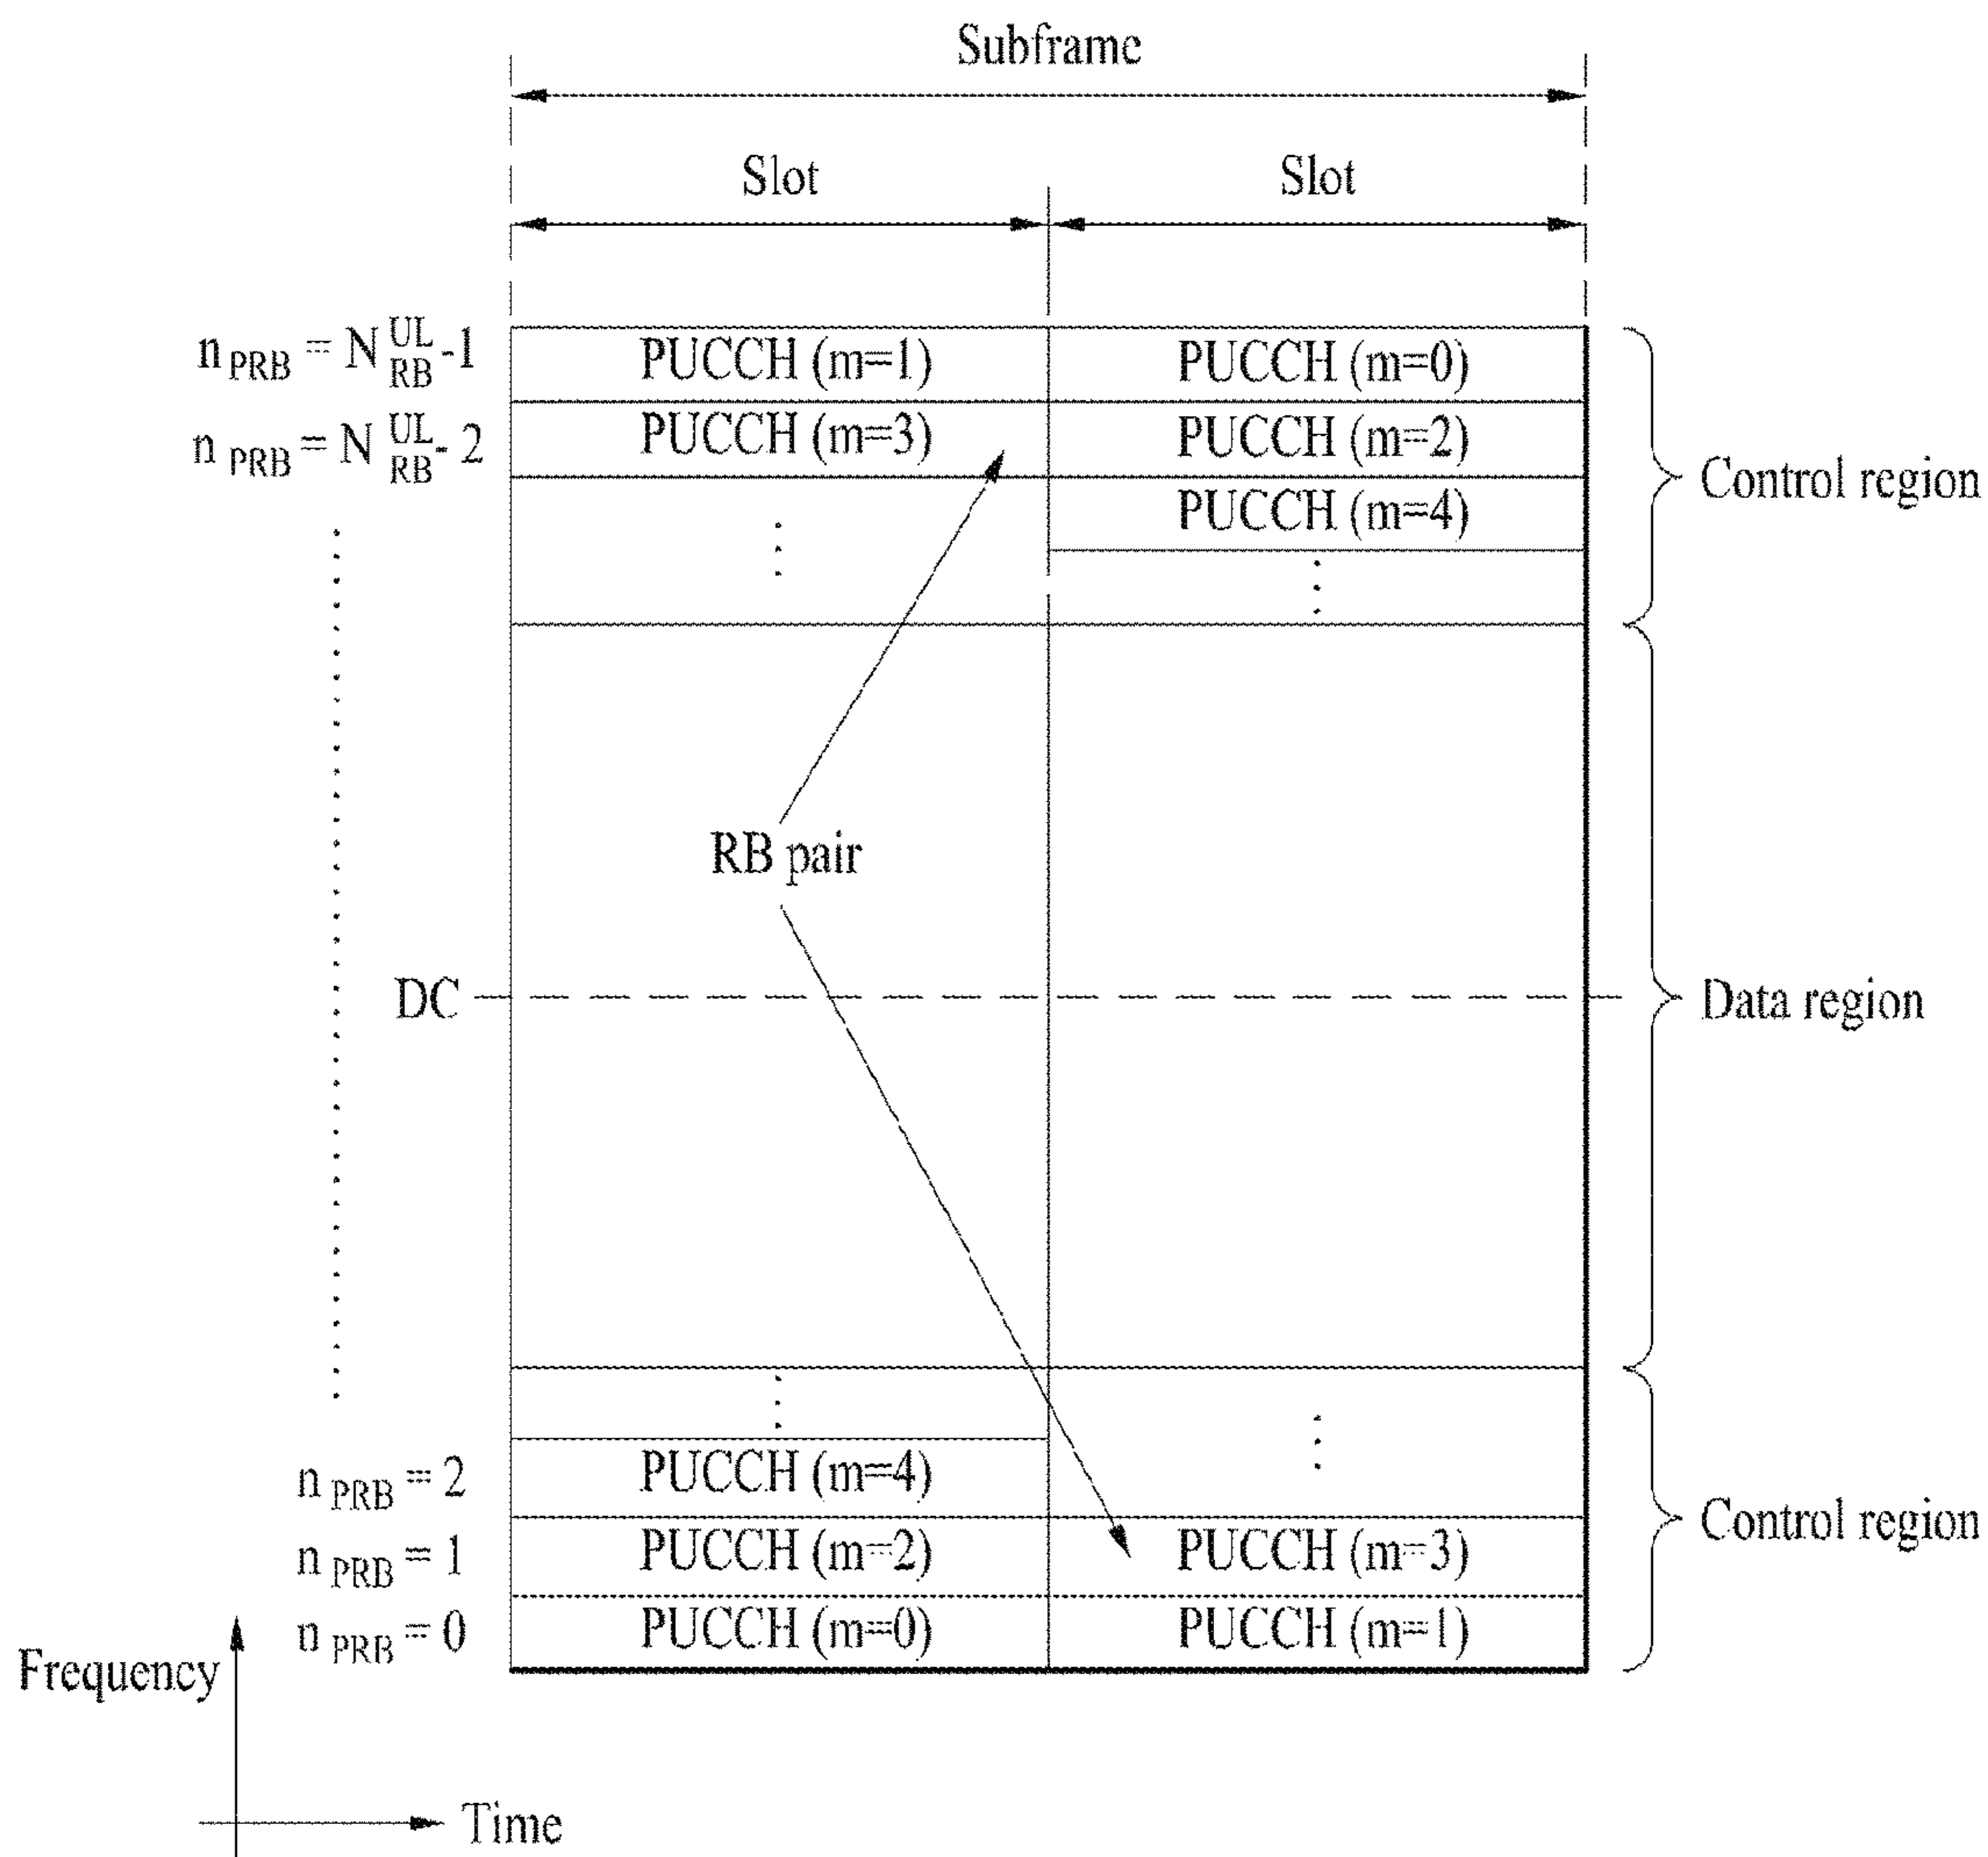 Subframe
Slot Slot
n PRB = N UL RB -1 PUCCH (m=1) PUCCH (m=0)
n PRB = N UL RB - 2 PUCCH (m=3) PUCCH (m=2)
Control region
PUCCH (m=4)
RB pair
DC
Data region
n PRB = 2 PUCCH (m=4)
Control region
n PRB = 1 PUCCH (m=2) PUCCH (m=3)
n PRB = 0 PUCCH (m=0) PUCCH (m=1)
Frequency
Time